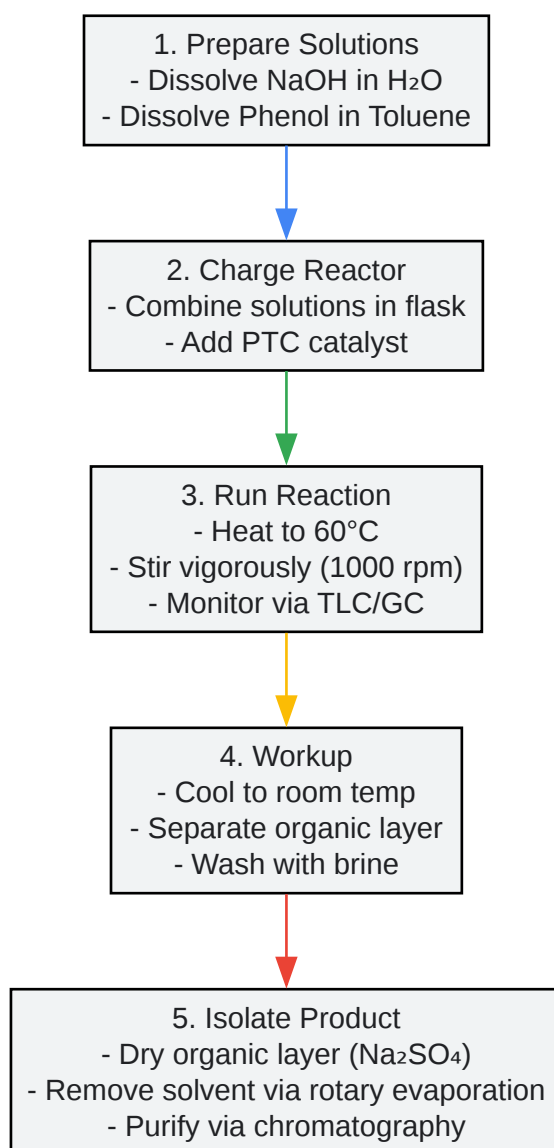 1. Prepare Solutions
- Dissolve NaOH in H₂O
- Dissolve Phenol in Toluene
2. Charge Reactor
- Combine solutions in flask
- Add PTC catalyst
3. Run Reaction
- Heat to 60°C
- Stir vigorously (1000 rpm)
- Monitor via TLC/GC
4. Workup
- Cool to room temp
- Separate organic layer
- Wash with brine
5. Isolate Product
- Dry organic layer (Na₂SO₄)
- Remove solvent via rotary evaporation
- Purify via chromatography